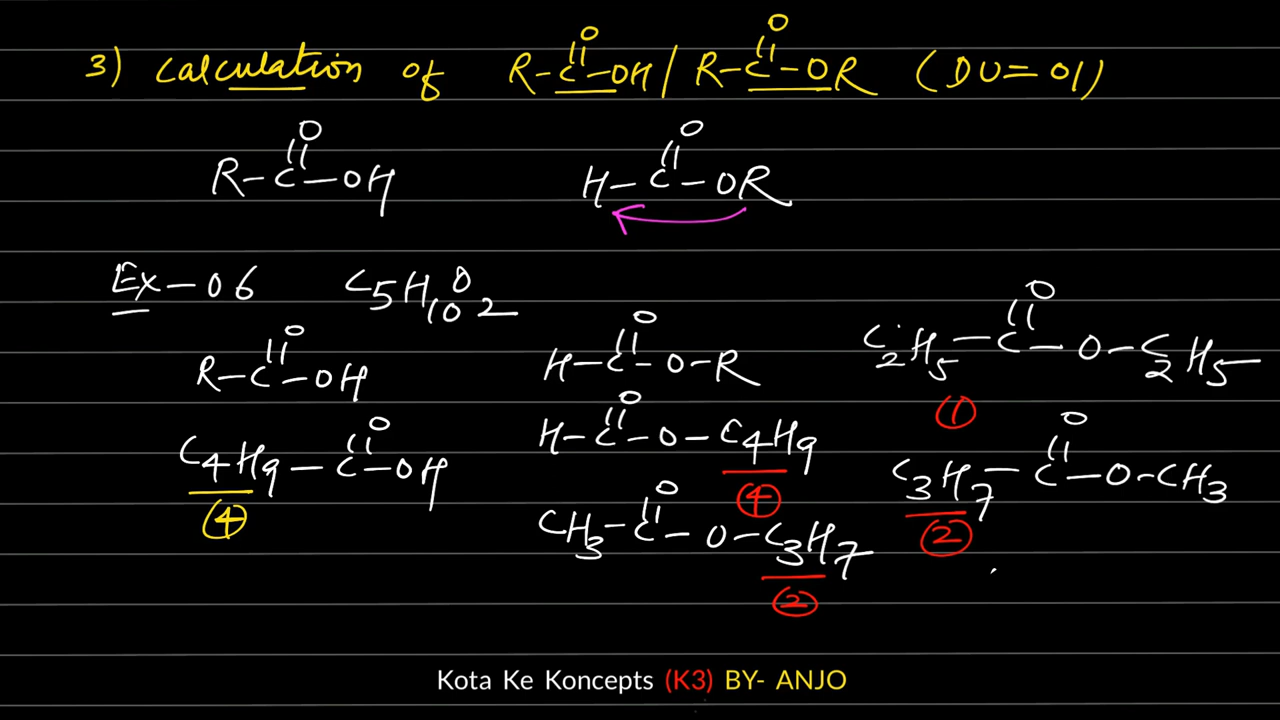 3) Calculation of R-C(=O)-OH / R-C(=O)-OR (DU=01)
R-C(=O)-OH H-C(=O)-OR
Ex-06 C5H10O2
R-C(=O)-OH H-C(=O)-O-R C2H5-C(=O)-O-C2H5
①
C4H9-C(=O)-OH H-C(=O)-O-C4H9 C3H7-C(=O)-O-CH3
④ ④ ②
CH3-C(=O)-O-C3H7
②
Kota Ke Koncepts (K3) BY- ANJO